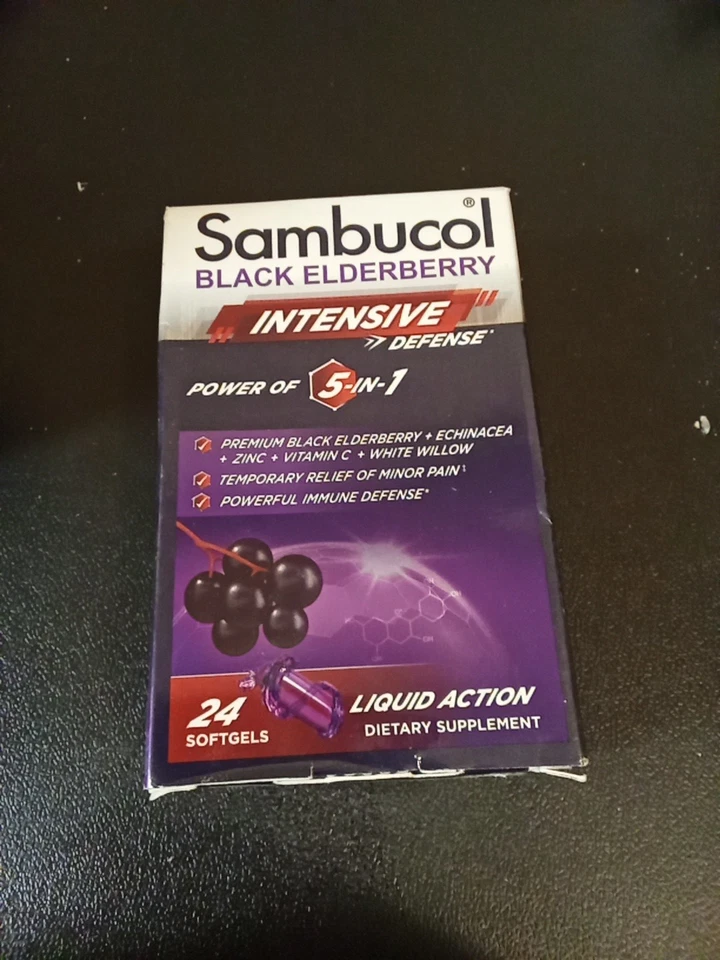 Sambucol®
BLACK ELDERBERRY
INTENSIVE
DEFENSE*
POWER OF 5-IN-1
PREMIUM BLACK ELDERBERRY + ECHINACEA
+ ZINC + VITAMIN C + WHITE WILLOW
TEMPORARY RELIEF OF MINOR PAIN‡
POWERFUL IMMUNE DEFENSE*
24
SOFTGELS
LIQUID ACTION
DIETARY SUPPLEMENT